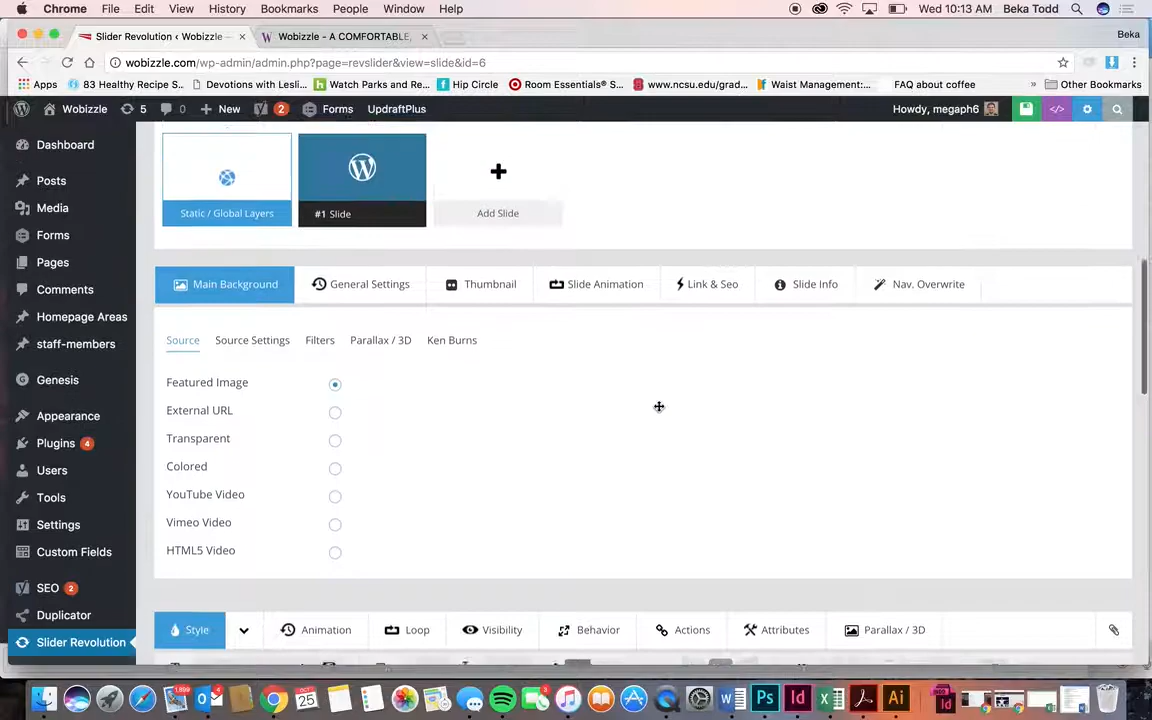 Chrome File Edit View History Bookmarks People Window Help Wed 10:13 AM Beka Todd
Slider Revolution ‹ Wobizzle - × Wobizzle - A COMFORTABLE, × Beka
wobizzle.com/wp-admin/admin.php?page=revslider&view=slide&id=6
Apps 83 Healthy Recipe S... Devotions with Lesli... Watch Parks and Re... Hip Circle Room Essentials® S... www.ncsu.edu/grad... Waist Management:... FAQ about coffee » Other Bookmarks
Wobizzle 5 0 + New 2 Forms UpdraftPlus Howdy, megaph6
Dashboard
Posts
Media
Forms
Pages
Comments
Homepage Areas
staff-members
Genesis
Appearance
Plugins 4
Users
Tools
Settings
Custom Fields
SEO 2
Duplicator
Slider Revolution
Static / Global Layers #1 Slide Add Slide
Main Background General Settings Thumbnail Slide Animation Link & Seo Slide Info Nav. Overwrite
Source Source Settings Filters Parallax / 3D Ken Burns
Featured Image
External URL
Transparent
Colored
YouTube Video
Vimeo Video
HTML5 Video
Style Animation Loop Visibility Behavior Actions Attributes Parallax / 3D